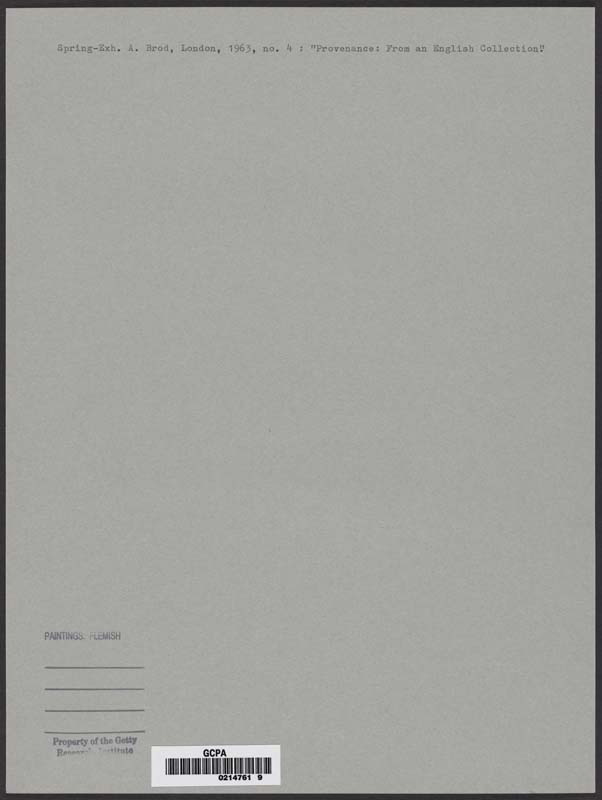 Spring-Exh. A. Brod, London, 1963, no. 4 : "Provenance: From an English Collection"
PAINTINGS. FLEMISH
Property of the Getty
Research Institute
GCPA
0214761 9